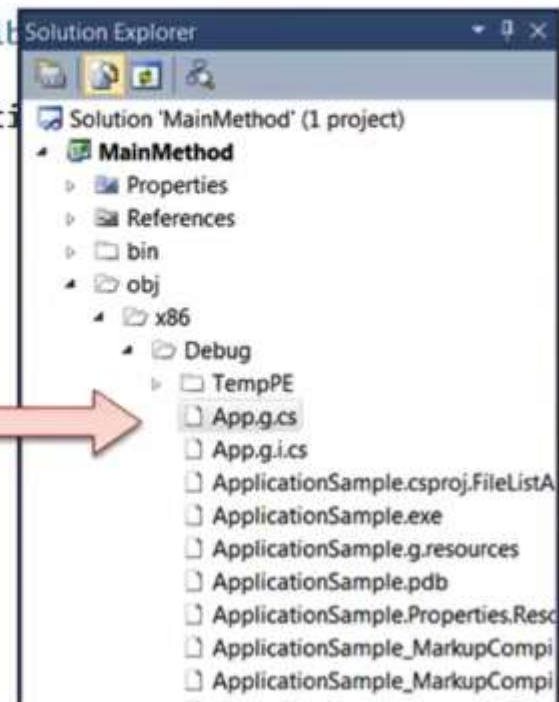 Solution Explorer
Solution 'MainMethod' (1 project)
MainMethod
Properties
References
bin
obj
x86
Debug
TempPE
App.g.cs
App.g.i.cs
ApplicationSample.csproj.FileListA
ApplicationSample.exe
ApplicationSample.g.resources
ApplicationSample.pdb
ApplicationSample.Properties.Resc
ApplicationSample_MarkupCompi
ApplicationSample_MarkupCompi